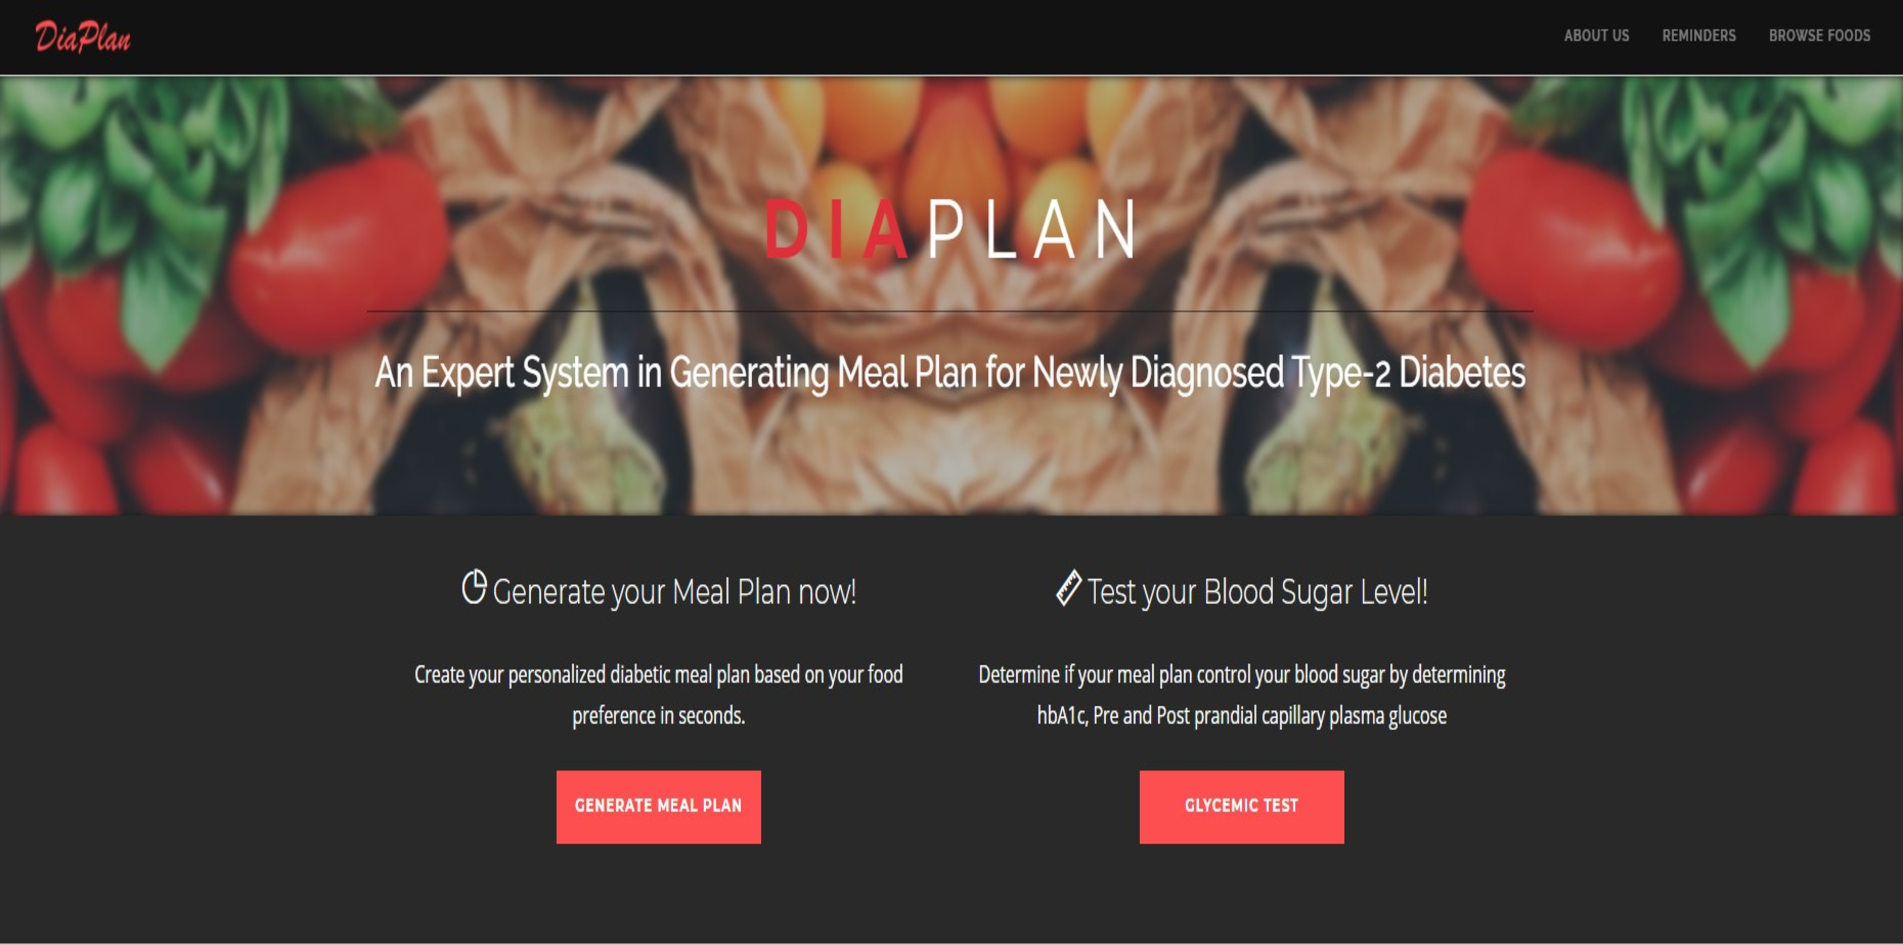 DiaPlan
ABOUT US
REMINDERS
BROWSE FOODS
DIAPLAN
An Expert System in Generating Meal Plan for Newly Diagnosed Type-2 Diabetes
Generate your Meal Plan now!
Create your personalized diabetic meal plan based on your food
preference in seconds.
GENERATE MEAL PLAN
Test your Blood Sugar Level!
Determine if your meal plan control your blood sugar by determining
hbA1c, Pre and Post prandial capillary plasma glucose
GLYCEMIC TEST